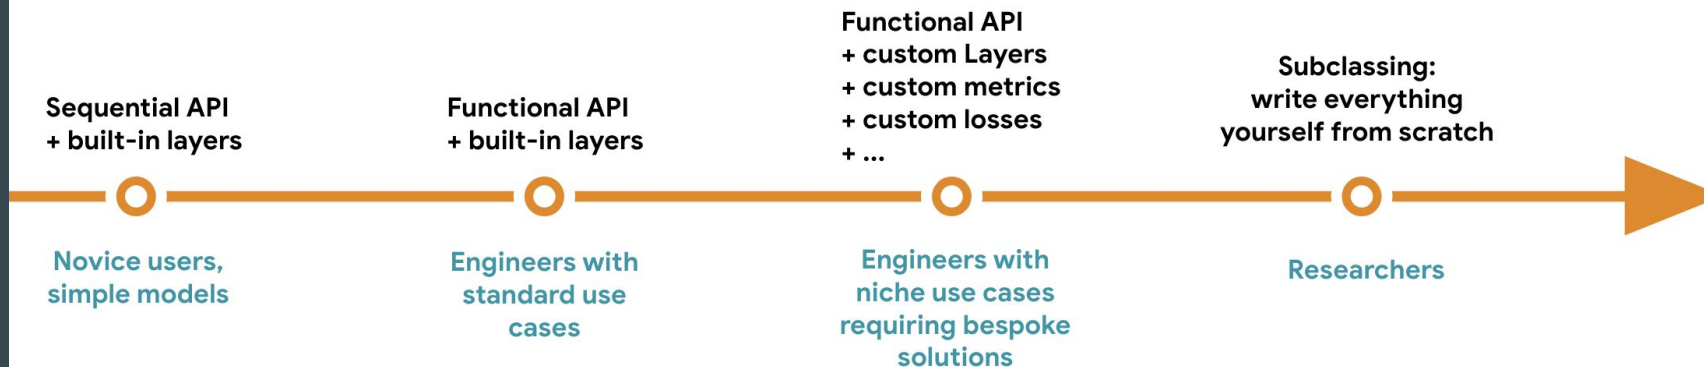 Sequential API
+ built-in layers
Functional API
+ built-in layers
Functional API
+ custom Layers
+ custom metrics
+ custom losses
+ ...
Subclassing:
write everything
yourself from scratch
Novice users,
simple models
Engineers with
standard use
cases
Engineers with
niche use cases
requiring bespoke
solutions
Researchers